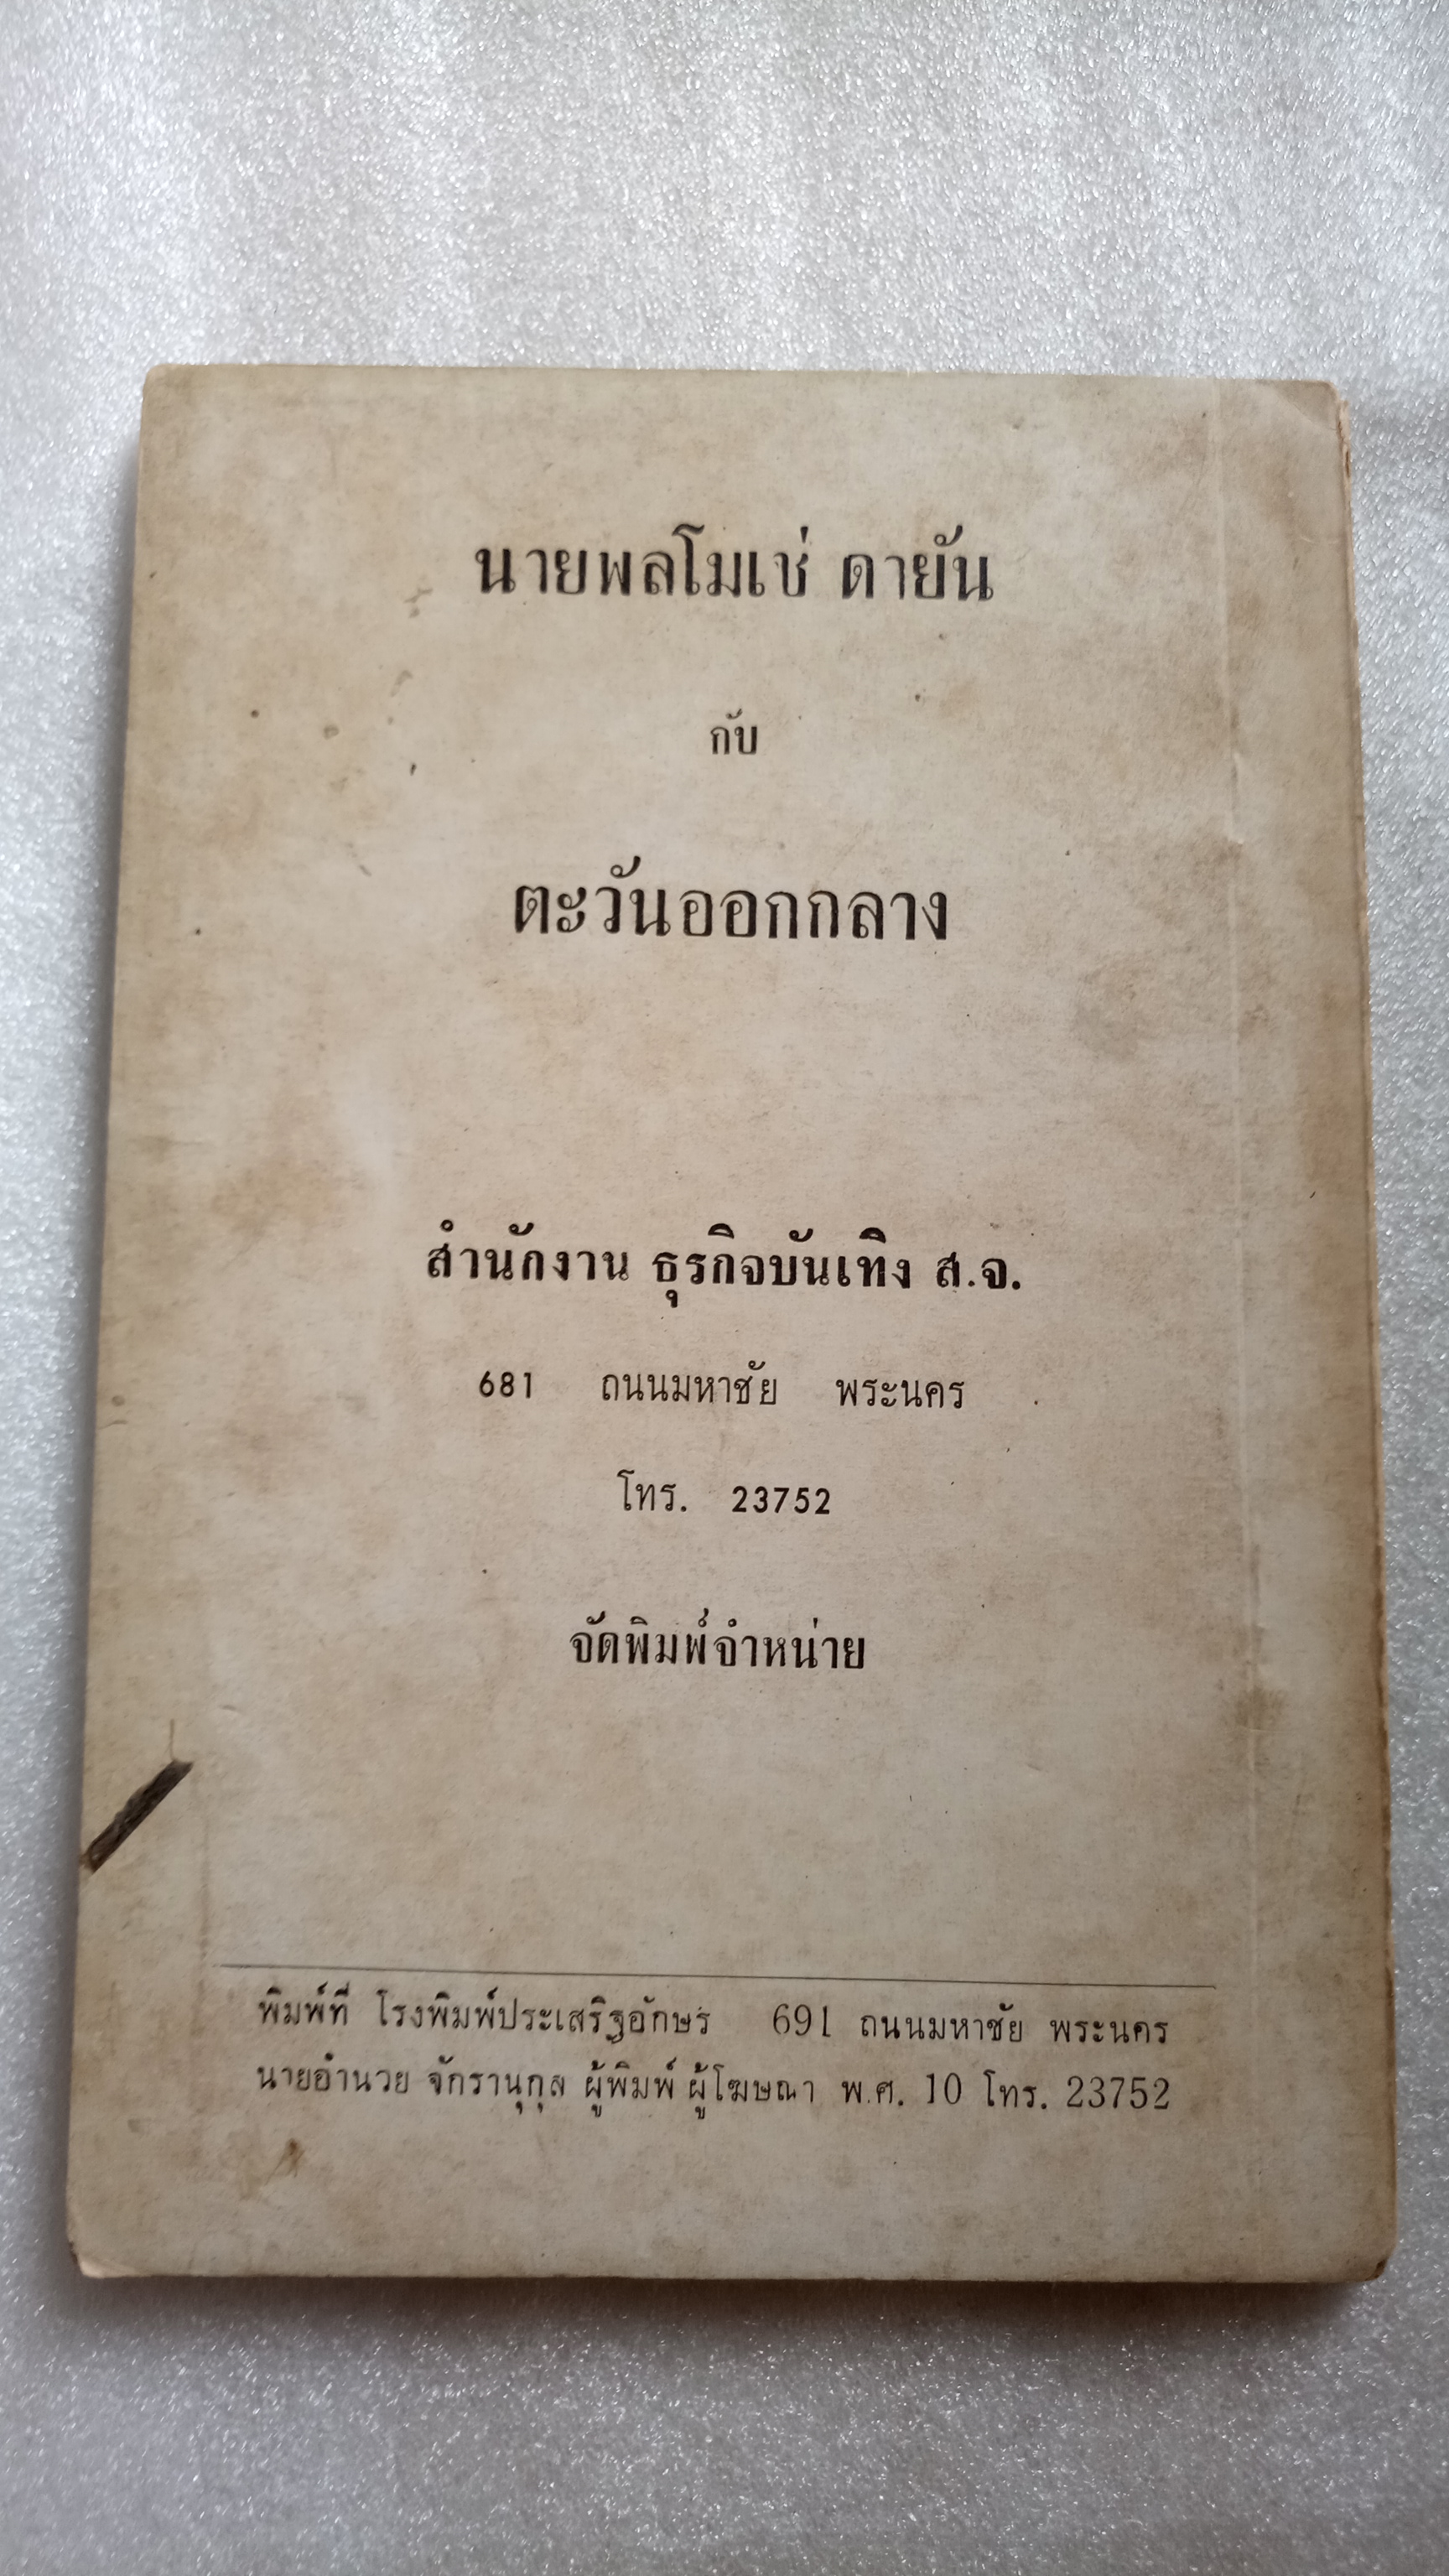 นายพลโมเช่ ดายัน
กับ
ตะวันออกกลาง
สำนักงาน ธุรกิจบันเทิง ส.จ.
681 ถนนมหาชัย พระนคร
โทร. 23752
จัดพิมพ์จำหน่าย
พิมพ์ที่ โรงพิมพ์ประเสริฐอักษร 691 ถนนมหาชัย พระนคร
นายอำนวย จักรานุกุล ผู้พิมพ์ ผู้โฆษณา พ.ศ. 10 โทร. 23752